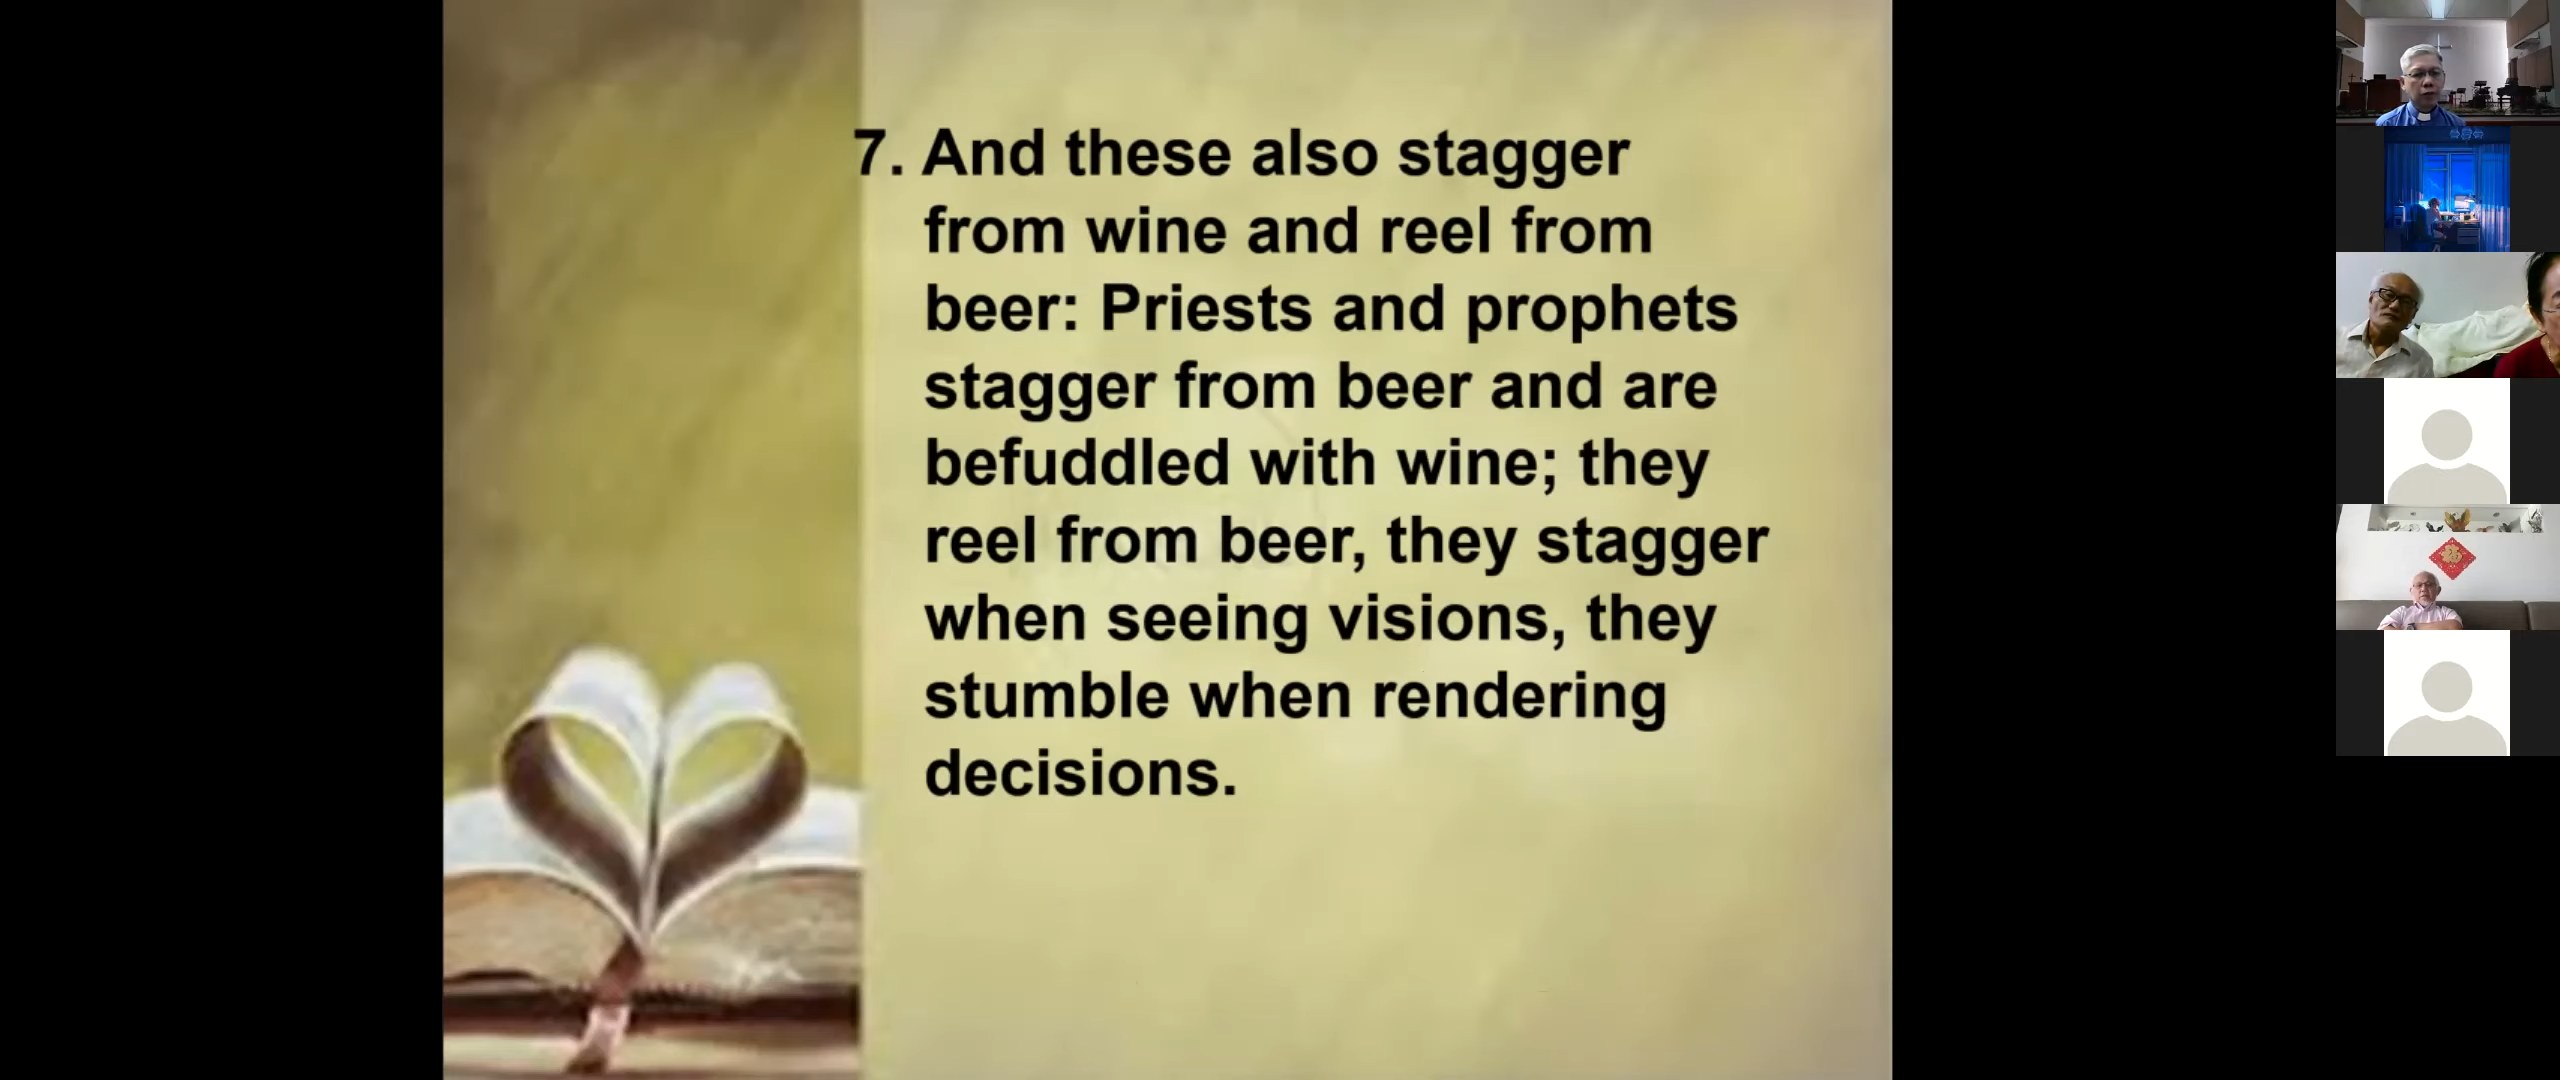 7. And these also stagger
from wine and reel from
beer: Priests and prophets
stagger from beer and are
befuddled with wine; they
reel from beer, they stagger
when seeing visions, they
stumble when rendering
decisions.
福